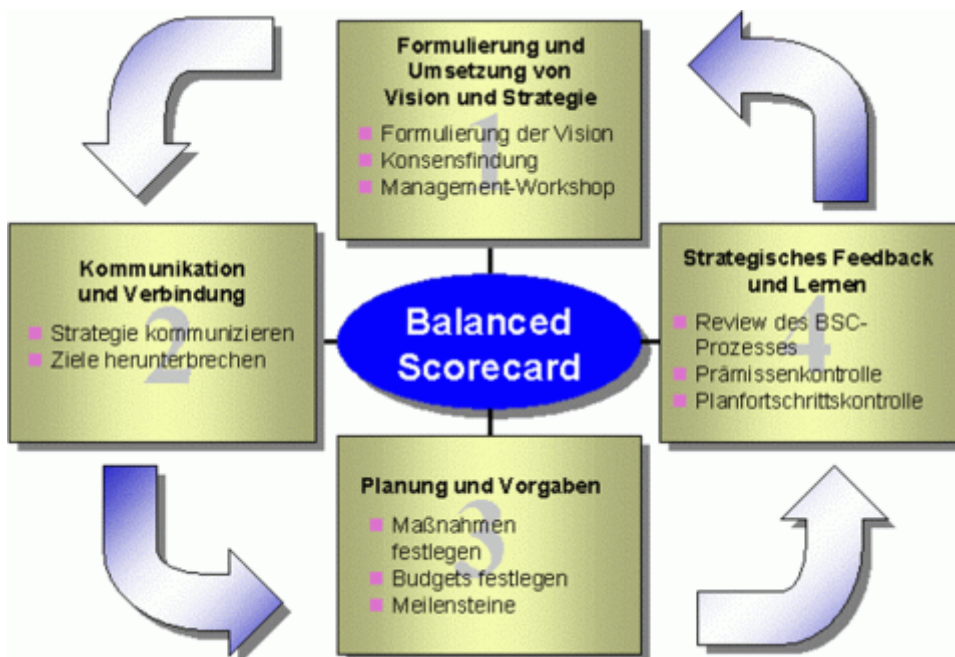 Formulierung und
Umsetzung von
Vision und Strategie
1
Formulierung der Vision
Konsensfindung
Management-Workshop
Kommunikation
und Verbindung
2
Strategie kommunizieren
Ziele herunterbrechen
Balanced
Scorecard
Planung und Vorgaben
3
Maßnahmen
festlegen
Budgets festlegen
Meilensteine
Strategisches Feedback
und Lernen
4
Review des BSC-
Prozesses
Prämissenkontrolle
Planfortschrittskontrolle